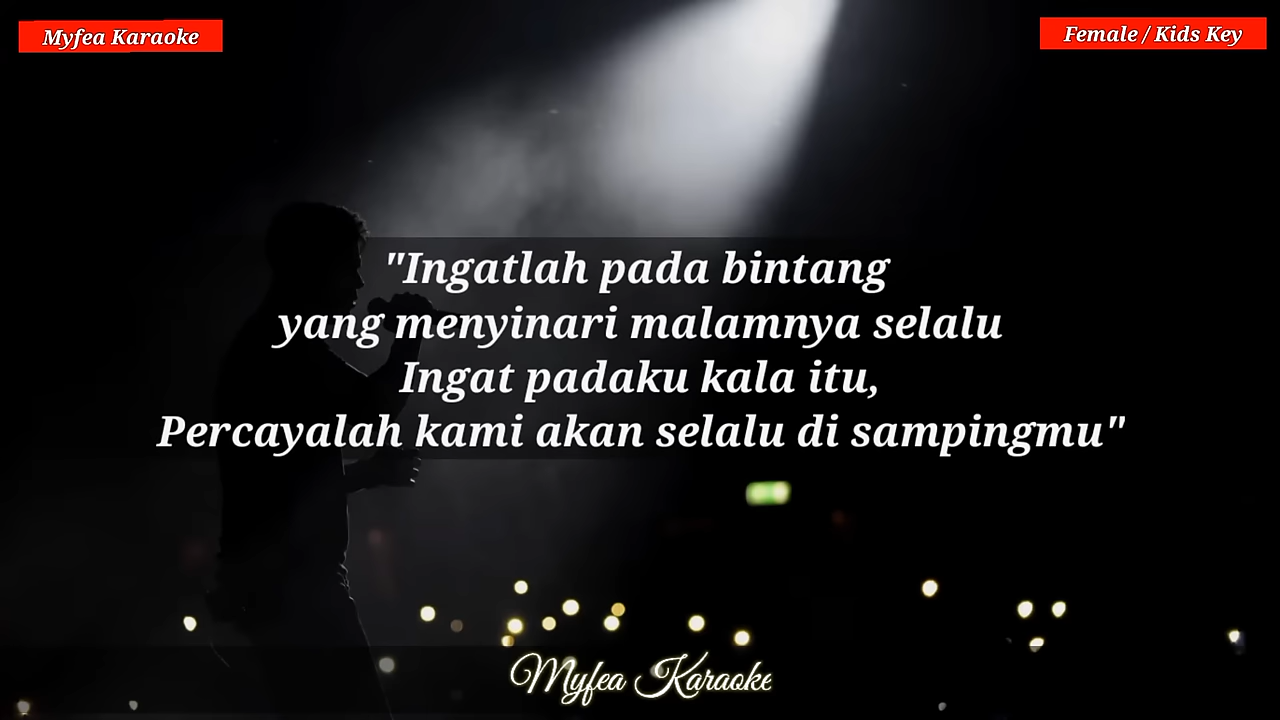 Myfea Karaoke
Female / Kids Key
"Ingatlah pada bintang
yang menyinari malamnya selalu
Ingat padaku kala itu,
Percayalah kami akan selalu di sampingmu"
Myfea Karaoke